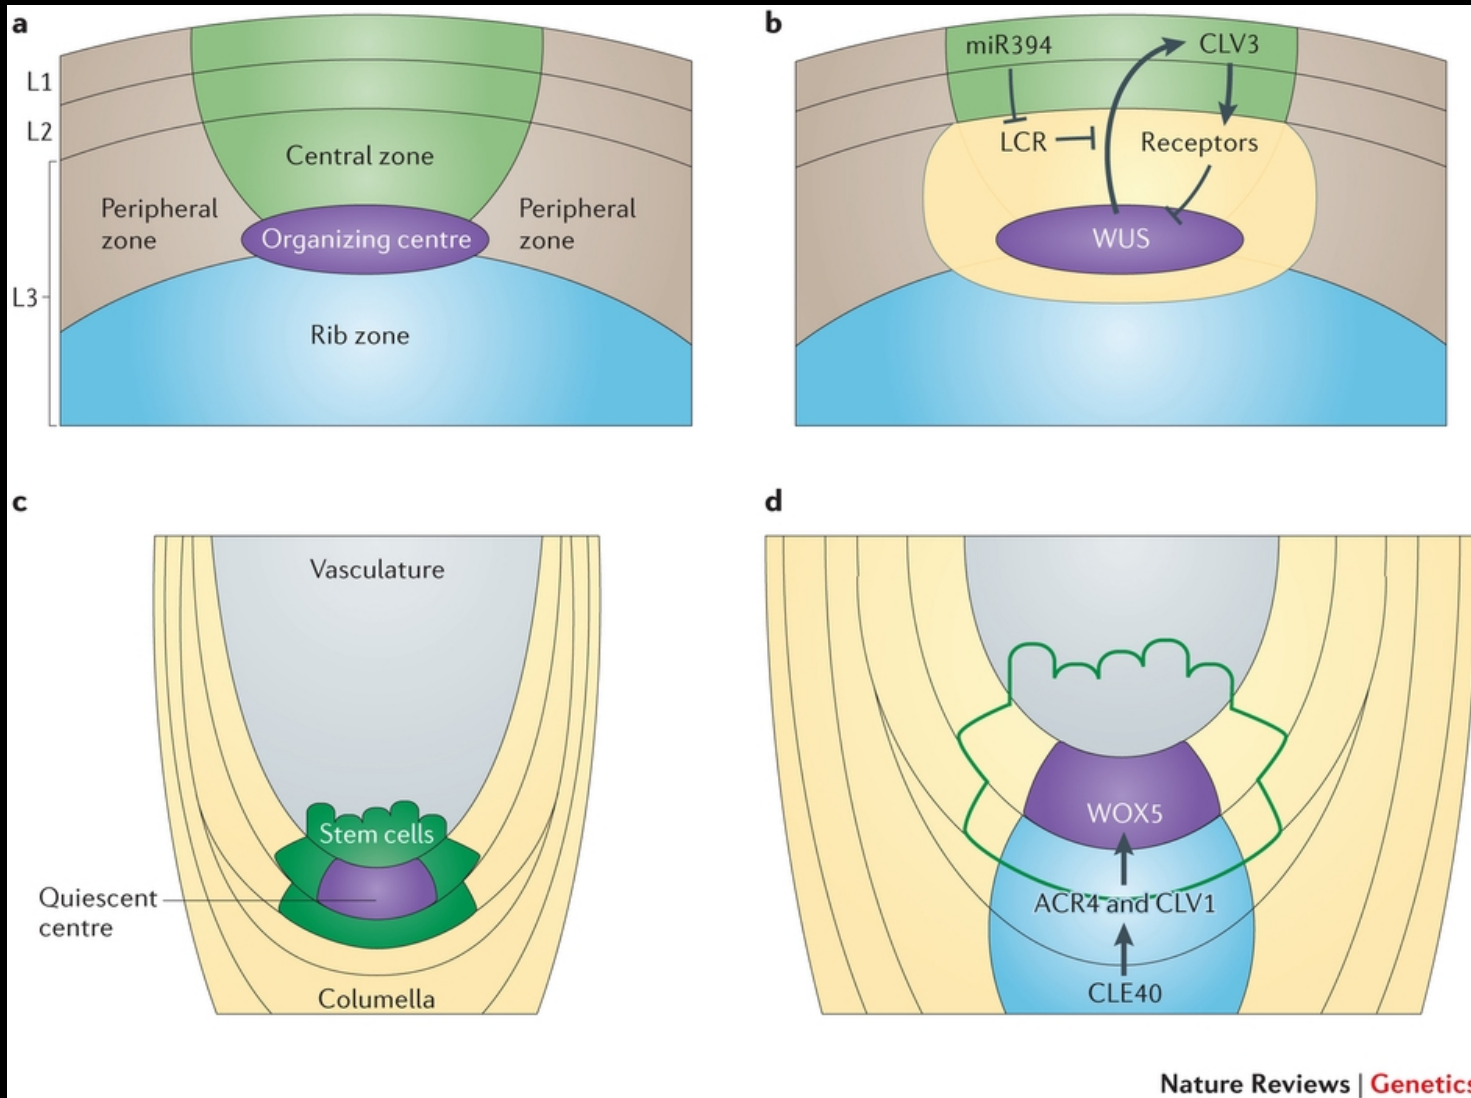 a
L1
L2
L3
Central zone
Peripheral
zone
Peripheral
zone
Organizing centre
Rib zone
b
miR394
CLV3
LCR
Receptors
WUS
c
Vasculature
Stem cells
Quiescent
centre
Columella
d
WOX5
ACR4 and CLV1
CLE40
Nature Reviews | Genetics